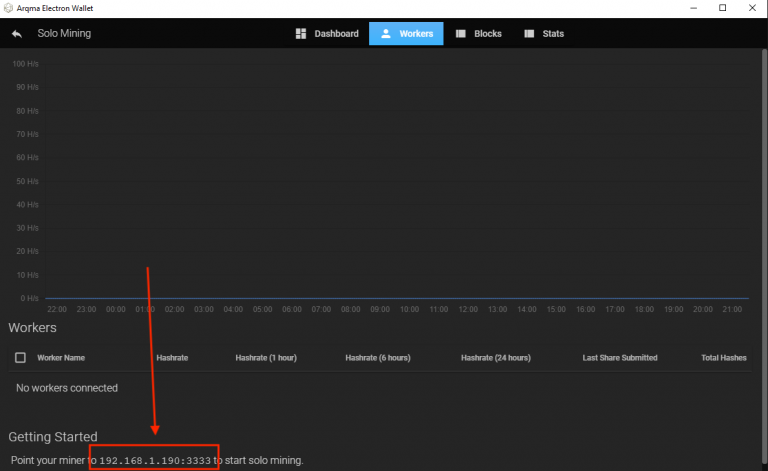 Arqma Electron Wallet
Solo Mining Dashboard Workers Blocks Stats
100 H/s
90 H/s
80 H/s
70 H/s
60 H/s
50 H/s
40 H/s
30 H/s
20 H/s
10 H/s
0 H/s
22:00 23:00 00:00 01:00 02:00 03:00 04:00 05:00 06:00 07:00 08:00 09:00 10:00 11:00 12:00 13:00 14:00 15:00 16:00 17:00 18:00 19:00 20:00 21:00
Workers
Worker Name Hashrate Hashrate (1 hour) Hashrate (6 hours) Hashrate (24 hours) Last Share Submitted Total Hashes
No workers connected
Getting Started
Point your miner to 192.168.1.190:3333 to start solo mining.